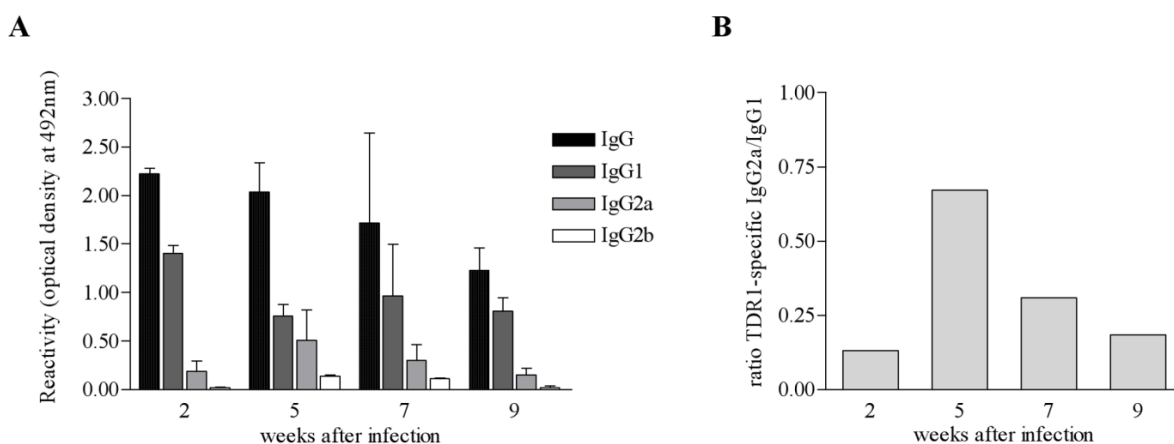 A
Reactivity (optical density at 492nm)
3.00
2.50
2.00
1.50
1.00
0.50
0.00
2 5 7 9
weeks after infection
IgG
IgG1
IgG2a
IgG2b
B
ratio TDR1-specific IgG2a/IgG1
1.00
0.75
0.50
0.25
0.00
2 5 7 9
weeks after infection